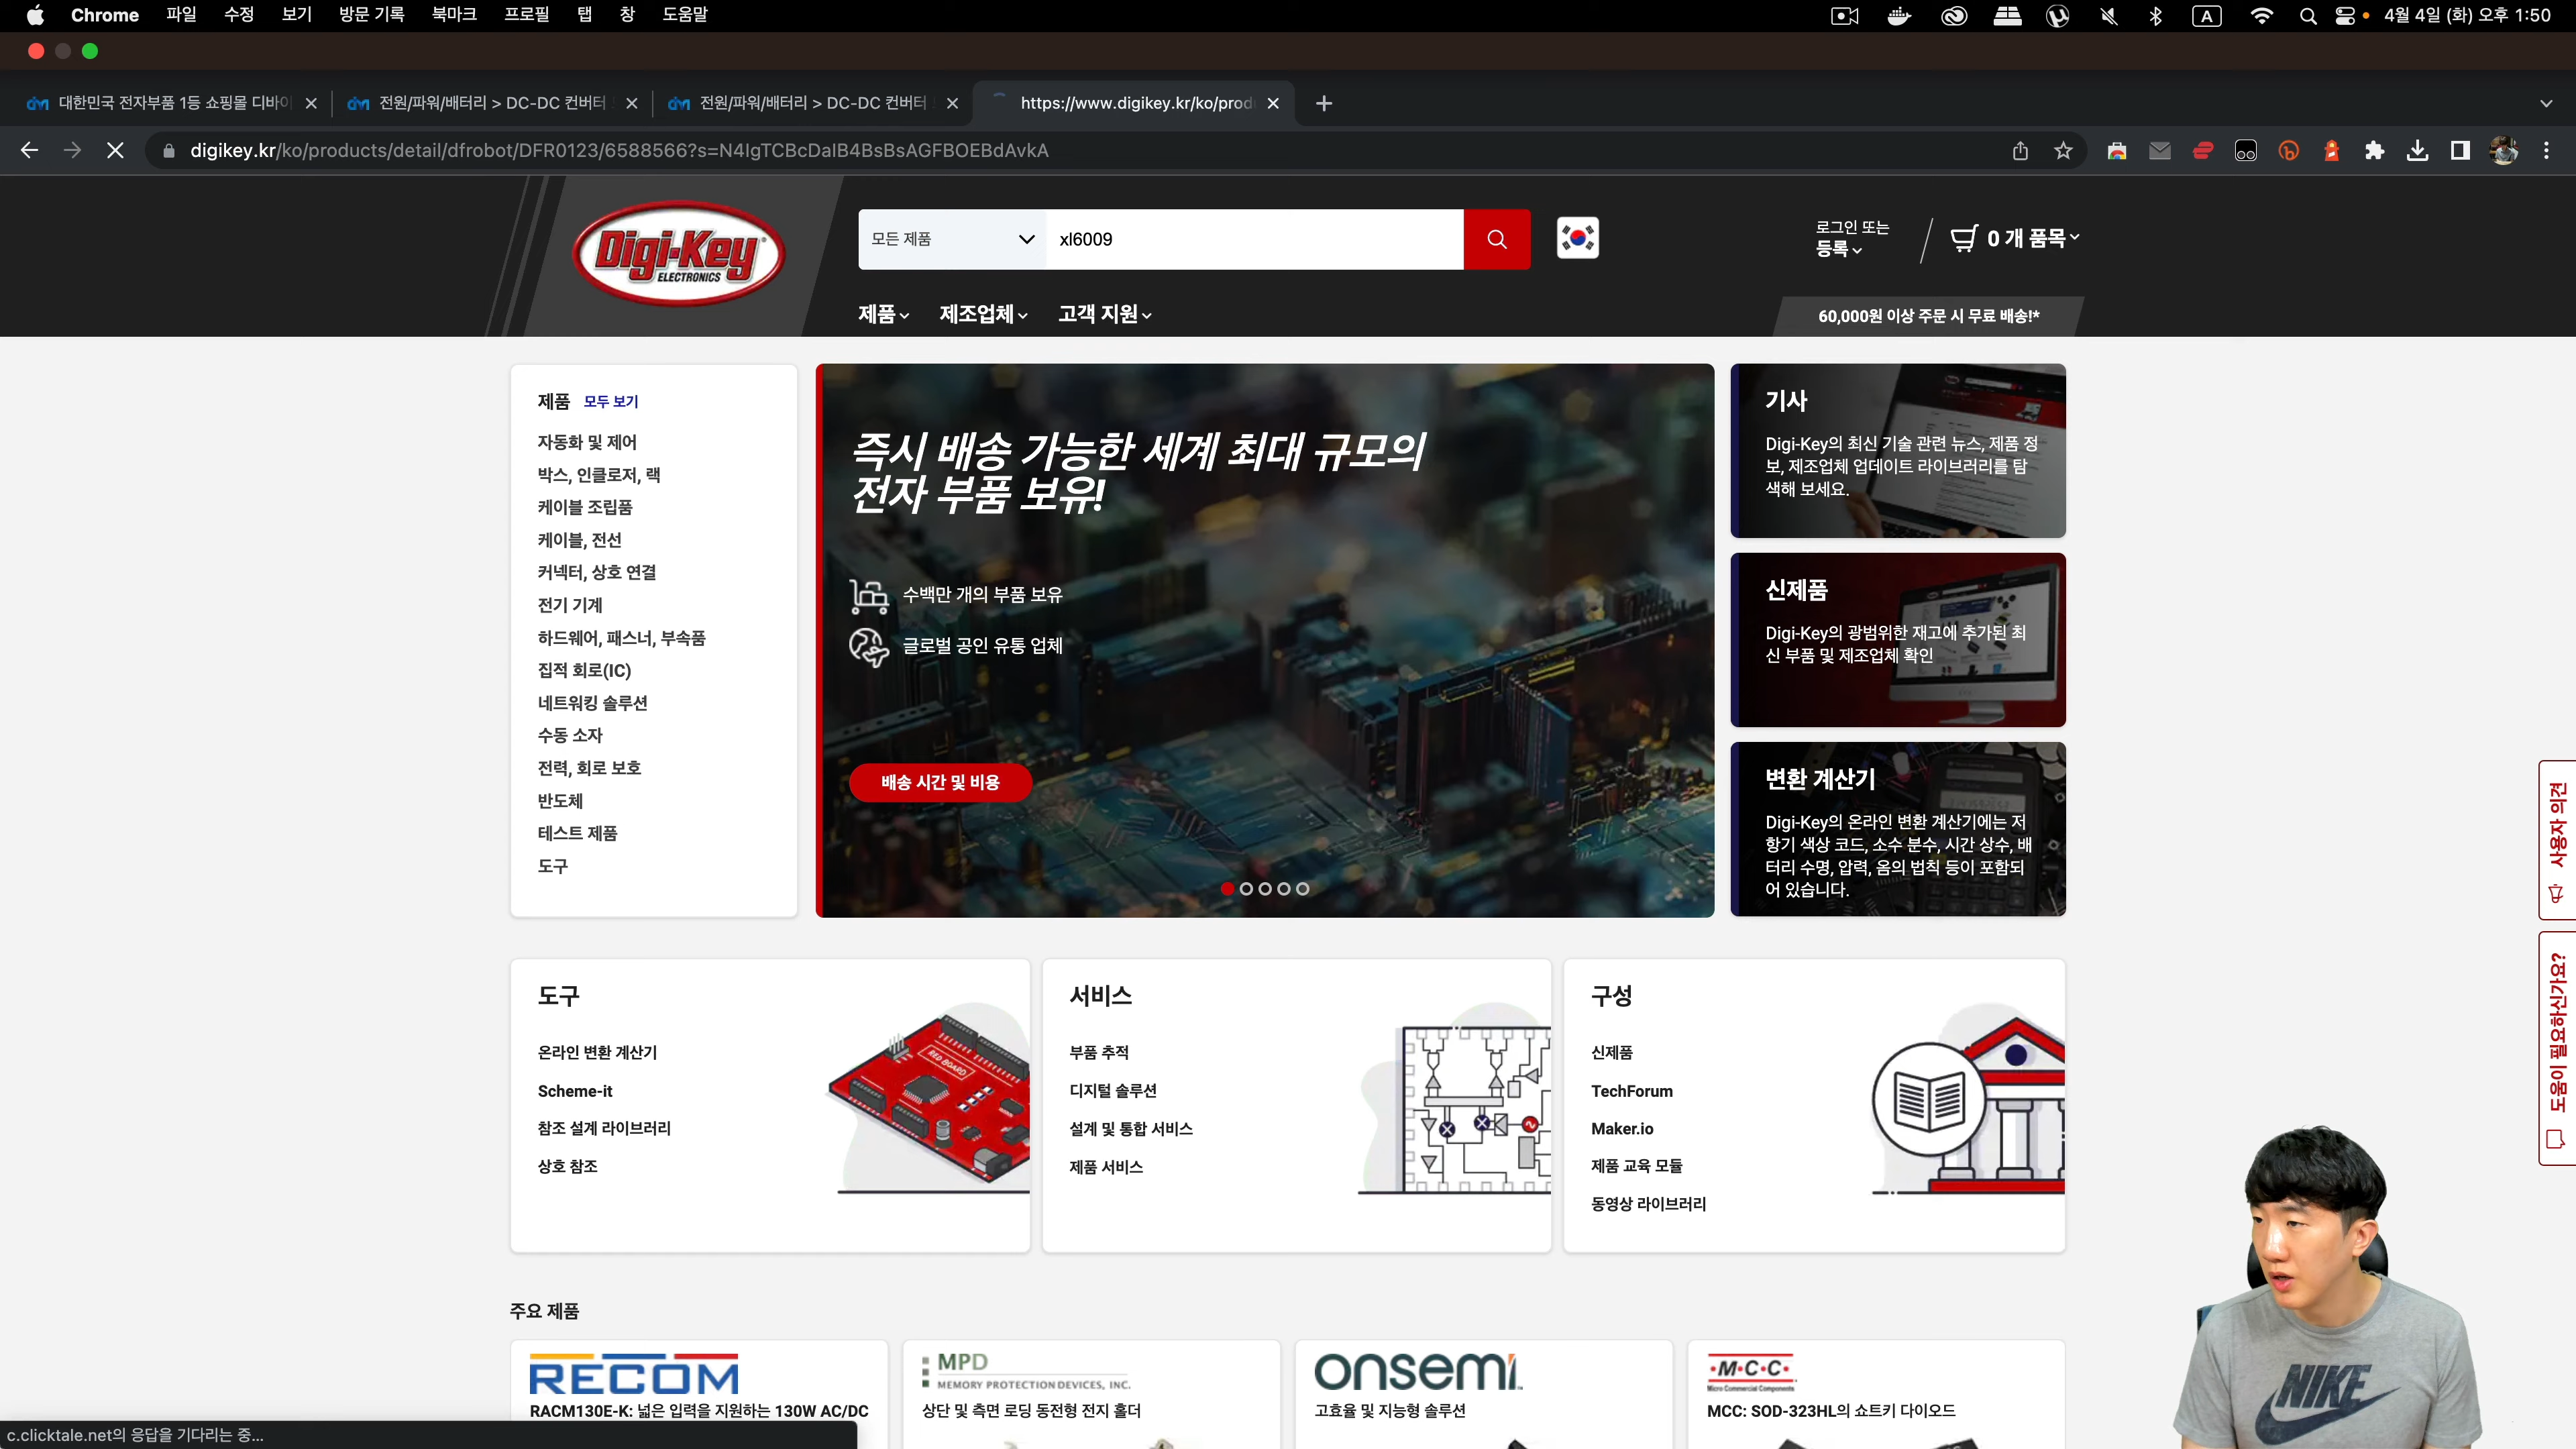 Chrome 파일 수정 보기 방문 기록 북마크 프로필 탭 창 도움말
A 4월 4일 (화) 오후 1:50
대한민국 전자부품 1등 쇼핑몰 디바이
전원/파워/배터리 > DC-DC 컨버터
전원/파워/배터리 > DC-DC 컨버터
https://www.digikey.kr/ko/prod
digikey.kr/ko/products/detail/dfrobot/DFR0123/6588566?s=N4IgTCBcDaIB4BsBsAGFBOEBdAvkA
Digi-Key
ELECTRONICS
모든 제품
xl6009
로그인 또는
등록
0 개 품목
제품
제조업체
고객 지원
60,000원 이상 주문 시 무료 배송!*
제품 모두 보기
자동화 및 제어
박스, 인클로저, 랙
케이블 조립품
케이블, 전선
커넥터, 상호 연결
전기 기계
하드웨어, 패스너, 부속품
집적 회로(IC)
네트워킹 솔루션
수동 소자
전력, 회로 보호
반도체
테스트 제품
도구
즉시 배송 가능한 세계 최대 규모의
전자 부품 보유!
수백만 개의 부품 보유
글로벌 공인 유통 업체
배송 시간 및 비용
기사
Digi-Key의 최신 기술 관련 뉴스, 제품 정
보, 제조업체 업데이트 라이브러리를 탐
색해 보세요.
신제품
Digi-Key의 광범위한 재고에 추가된 최
신 부품 및 제조업체 확인
변환 계산기
Digi-Key의 온라인 변환 계산기에는 저
항기 색상 코드, 소수 분수, 시간 상수, 배
터리 수명, 압력, 옴의 법칙 등이 포함되
어 있습니다.
사용자 의견
도움이 필요하신가요?
도구
온라인 변환 계산기
Scheme-it
참조 설계 라이브러리
상호 참조
RED BOARD
서비스
부품 추적
디지털 솔루션
설계 및 통합 서비스
제품 서비스
구성
신제품
TechForum
Maker.io
제품 교육 모듈
동영상 라이브러리
주요 제품
RECOM
RACM130E-K: 넓은 입력을 지원하는 130W AC/DC
MPD
MEMORY PROTECTION DEVICES, INC.
상단 및 측면 로딩 동전형 전지 홀더
onsemi
고효율 및 지능형 솔루션
·M·C·C·
Micro Commercial Components
MCC: SOD-323HL의 쇼트키 다이오드
c.clicktale.net의 응답을 기다리는 중...
NIKE